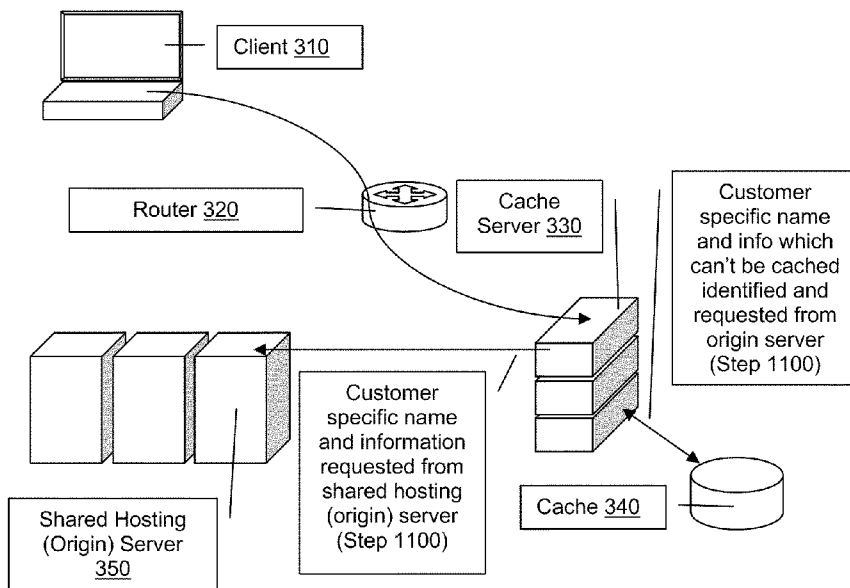 Client 310
Router 320
Cache
Server 330
Customer
specific name
and info which
can't be cached
identified and
requested from
origin server
(Step 1100)
Customer
specific name
and information
requested from
shared hosting
(origin) server
(Step 1100)
Shared Hosting
(Origin) Server
350
Cache 340